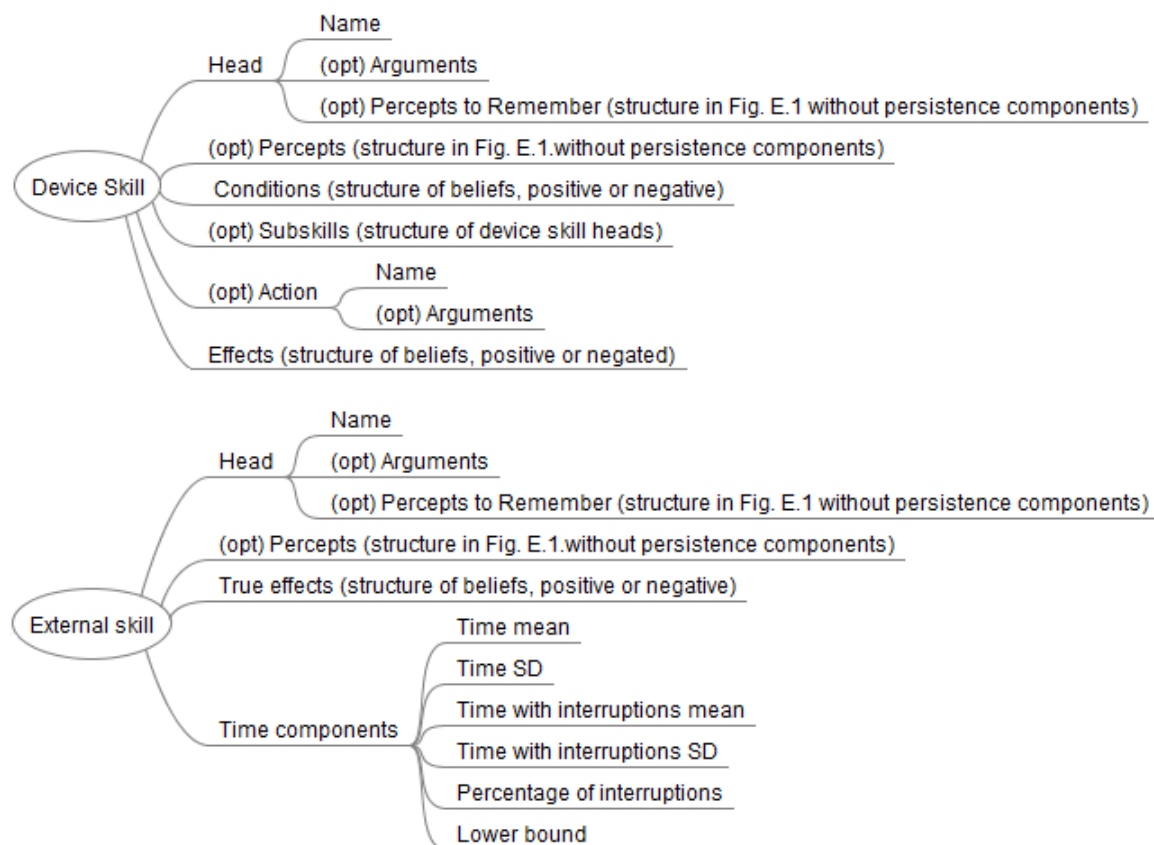 Name
Head
(opt) Arguments
(opt) Percepts to Remember (structure in Fig. E.1 without persistence components)
(opt) Percepts (structure in Fig. E.1.without persistence components)
Device Skill
Conditions (structure of beliefs, positive or negative)
(opt) Subskills (structure of device skill heads)
Name
(opt) Action
(opt) Arguments
Effects (structure of beliefs, positive or negated)
Name
Head
(opt) Arguments
(opt) Percepts to Remember (structure in Fig. E.1 without persistence components)
(opt) Percepts (structure in Fig. E.1.without persistence components)
True effects (structure of beliefs, positive or negative)
External skill
Time mean
Time SD
Time with interruptions mean
Time components
Time with interruptions SD
Percentage of interruptions
Lower bound